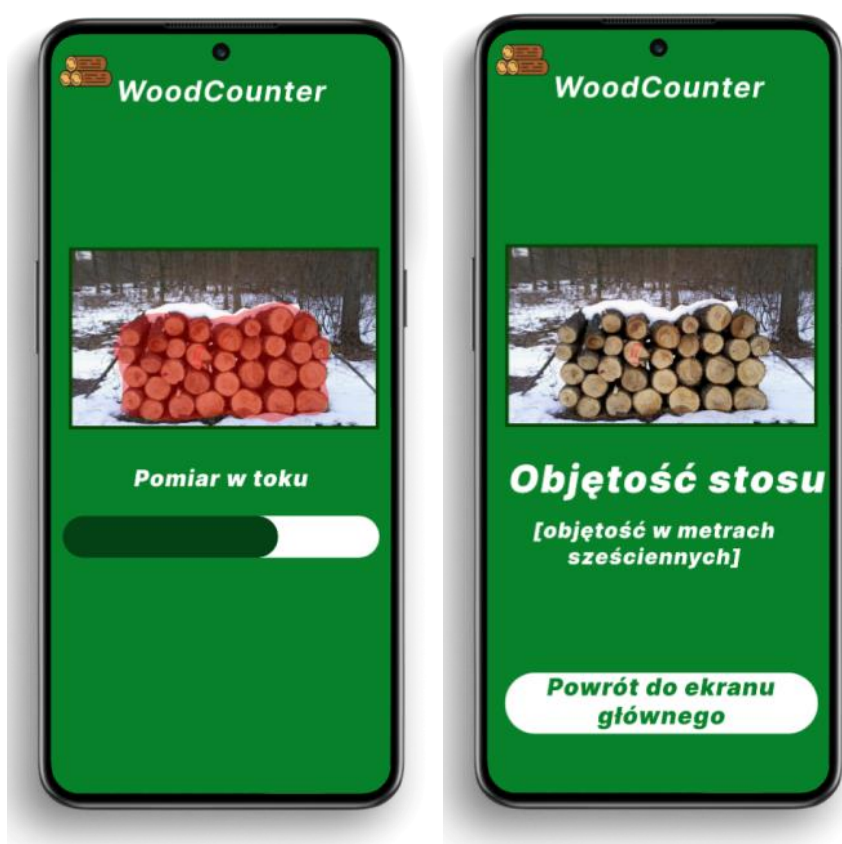 WoodCounter
Pomiar w toku
WoodCounter
Objętość stosu
[objętość w metrach
sześciennych]
Powrót do ekranu
głównego